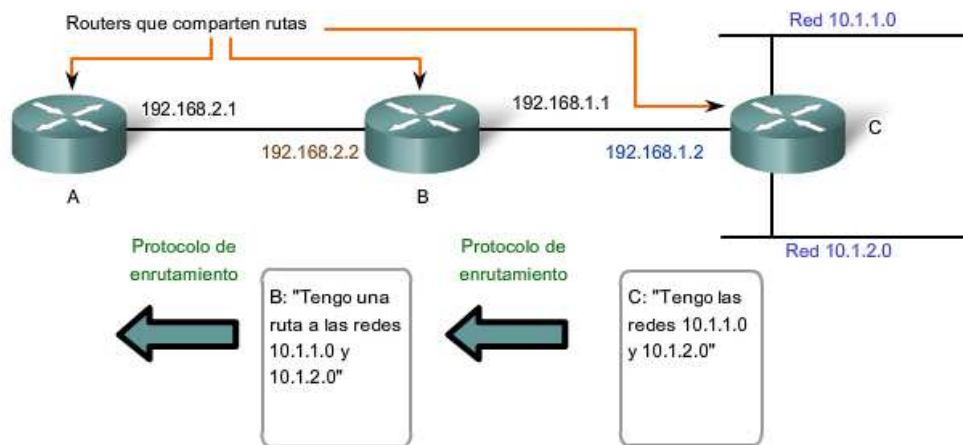 Routers que comparten rutas
Red 10.1.1.0
192.168.2.1
192.168.1.1
C
192.168.2.2
192.168.1.2
A
B
Red 10.1.2.0
Protocolo de
enrutamiento
Protocolo de
enrutamiento
B: "Tengo una
ruta a las redes
10.1.1.0 y
10.1.2.0"
C: "Tengo las
redes 10.1.1.0
y 10.1.2.0"